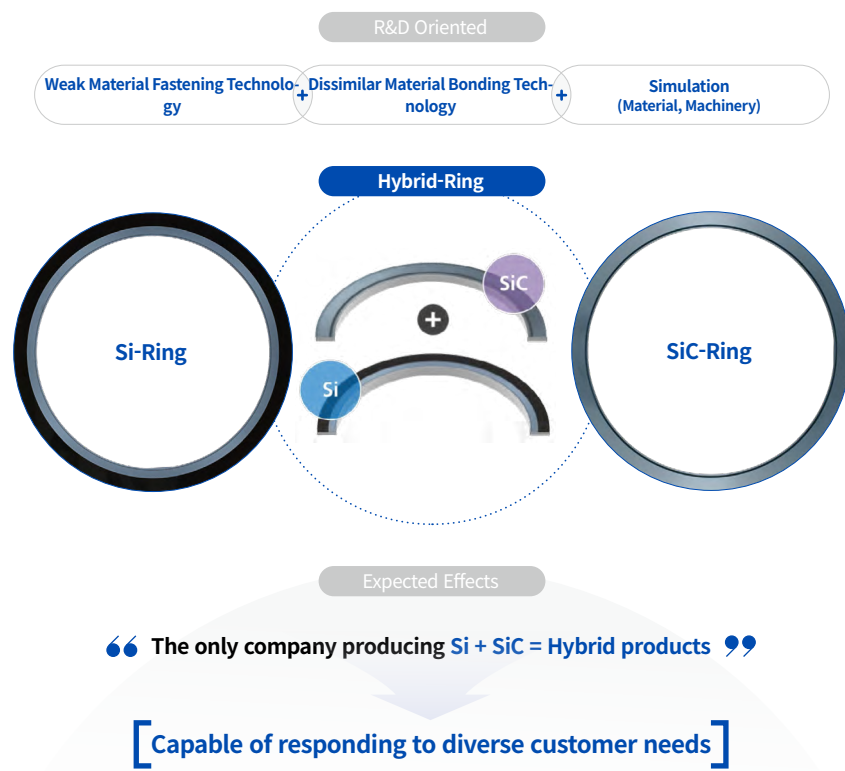 R&D Oriented
Weak Material Fastening Technolo-
gy
+
Dissimilar Material Bonding Tech-
nology
+
Simulation
(Material, Machinery)
Hybrid-Ring
Si-Ring
SiC
+
Si
SiC-Ring
Expected Effects
“ The only company producing Si + SiC = Hybrid products ”
[Capable of responding to diverse customer needs]